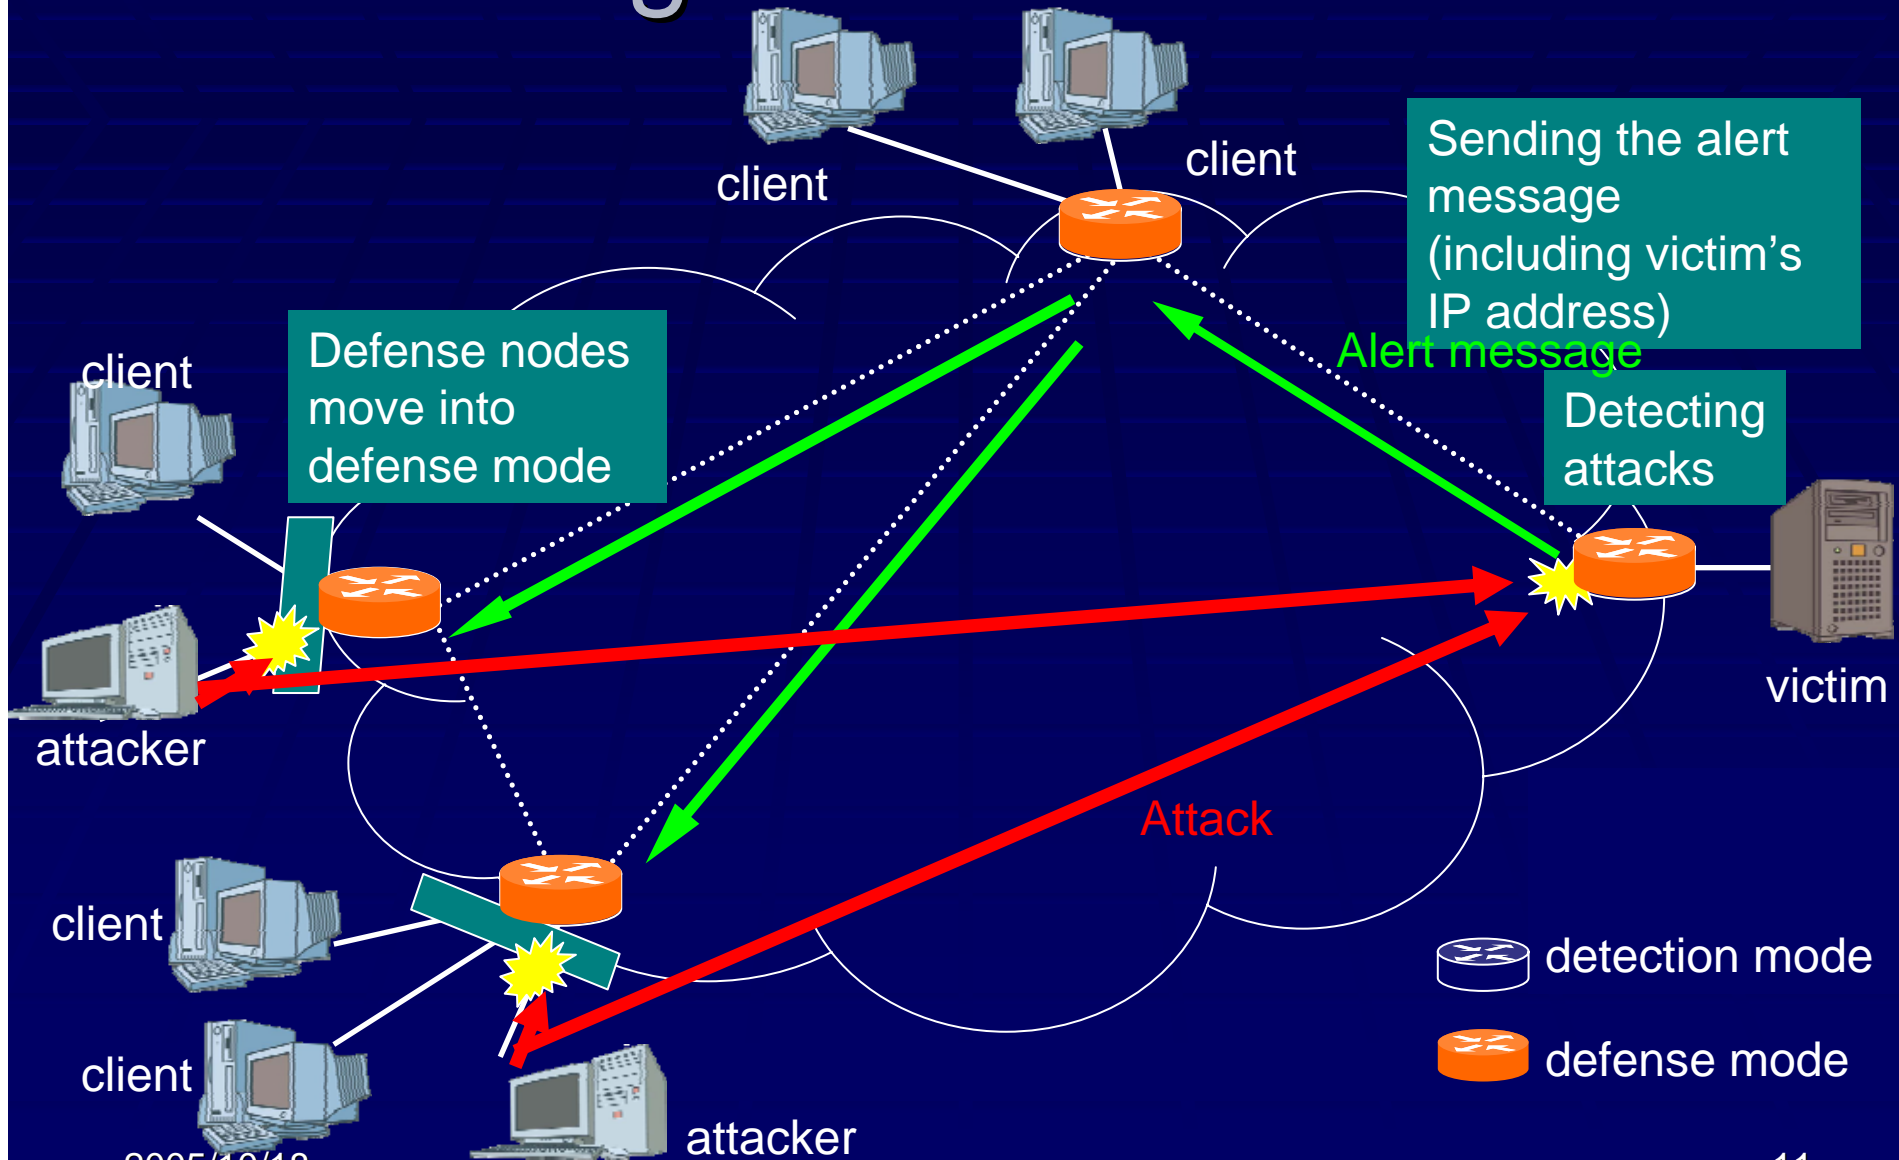 client
client
Sending the alert
message
(including victim’s
IP address)
Alert message
client
Defense nodes
move into
defense mode
Detecting
attacks
victim
attacker
Attack
client
detection mode
client
defense mode
attacker
11